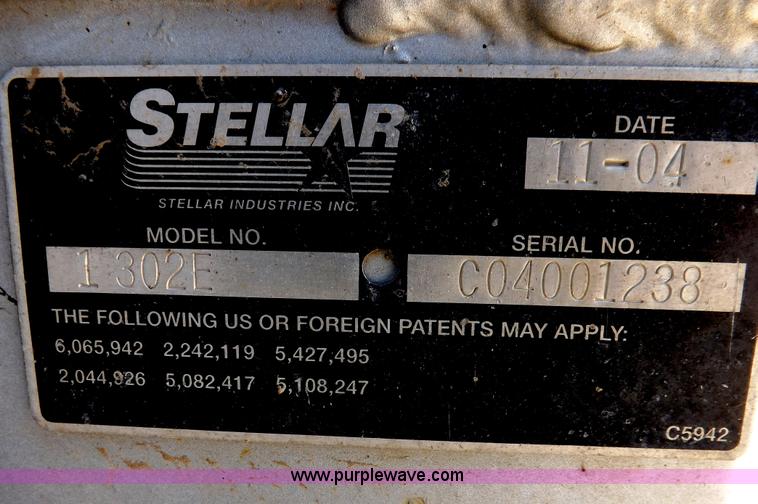 STELLAR
DATE
11-04
STELLAR INDUSTRIES INC.
MODEL NO.
SERIAL NO.
1 302E
C04001238
THE FOLLOWING US OR FOREIGN PATENTS MAY APPLY:
6,065,942 2,242,119 5,427,495
2,044,926 5,082,417 5,108,247
C5942
www.purplewave.com